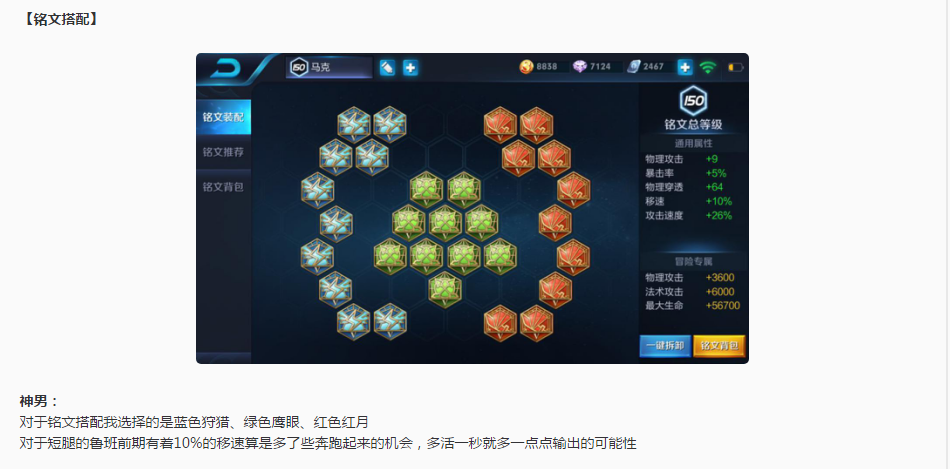 【铭文搭配】
150 马克
8838 7124 2467
铭文装配
铭文推荐
铭文背包
150
铭文总等级
通用属性
物理攻击 +9
暴击率 +5%
物理穿透 +64
移速 +10%
攻击速度 +26%
冒险专属
物理攻击 +3600
法术攻击 +6000
最大生命 +56700
一键拆卸 铭文背包
神男：
对于铭文搭配我选择的是蓝色狩猎、绿色鹰眼、红色红月
对于短腿的鲁班前期有着10%的移速算是多了些奔跑起来的机会，多活一秒就多一点点输出的可能性